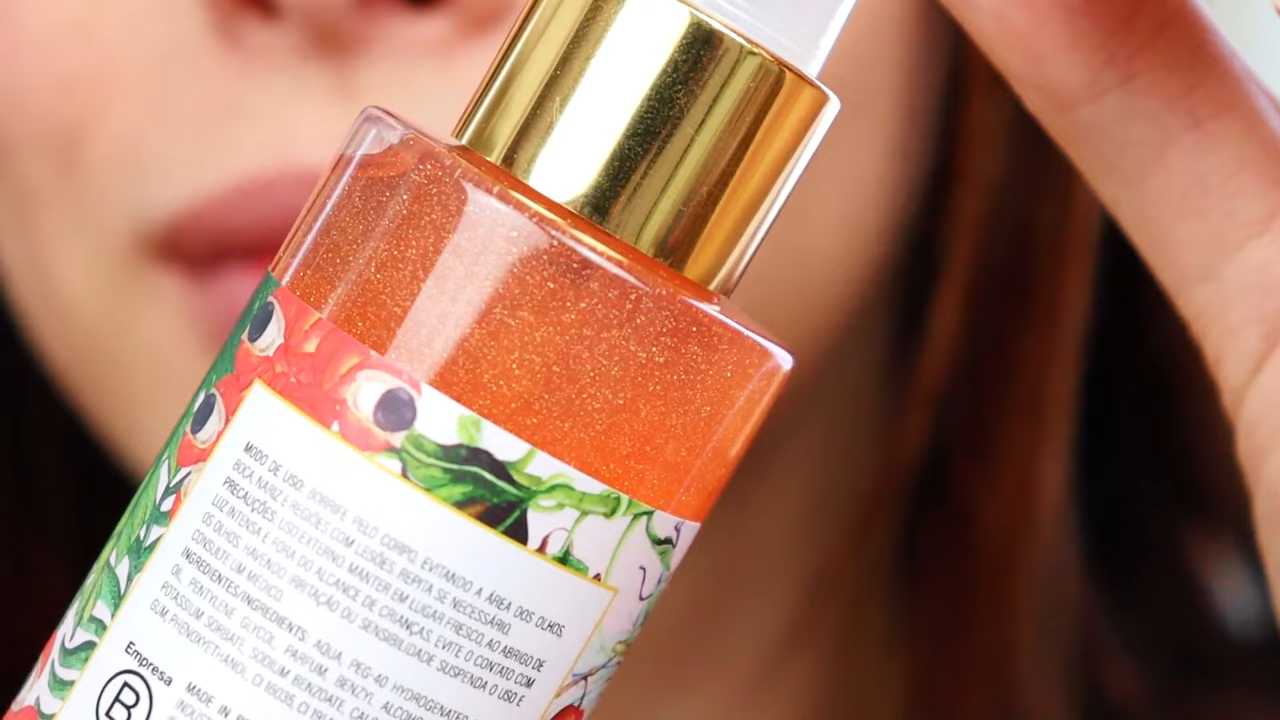 MODO DE USO: BORRIFE PELO CORPO, EVITANDO A ÁREA DOS OLHOS,
BOCA, NARIZ E REGIÕES COM LESÕES. REPITA SE NECESSÁRIO.
PRECAUÇÕES: USO EXTERNO. MANTER EM LUGAR FRESCO, AO ABRIGO DE
LUZ INTENSA E FORA DO ALCANCE DE CRIANÇAS. EVITE O CONTATO COM
OS OLHOS. HAVENDO IRRITAÇÃO OU SENSIBILIDADE SUSPENDA O USO E
CONSULTE UM MÉDICO.
INGREDIENTES/INGREDIENTS: AQUA, PEG-40 HYDROGENATED
OIL, PENTYLENE GLYCOL, PARFUM, BENZYL ALCOHOL
POTASSIUM SORBATE, SODIUM BENZOATE,
GUM, PHENOXYETHANOL, CI 16035, CI
Empresa
B
MADE IN